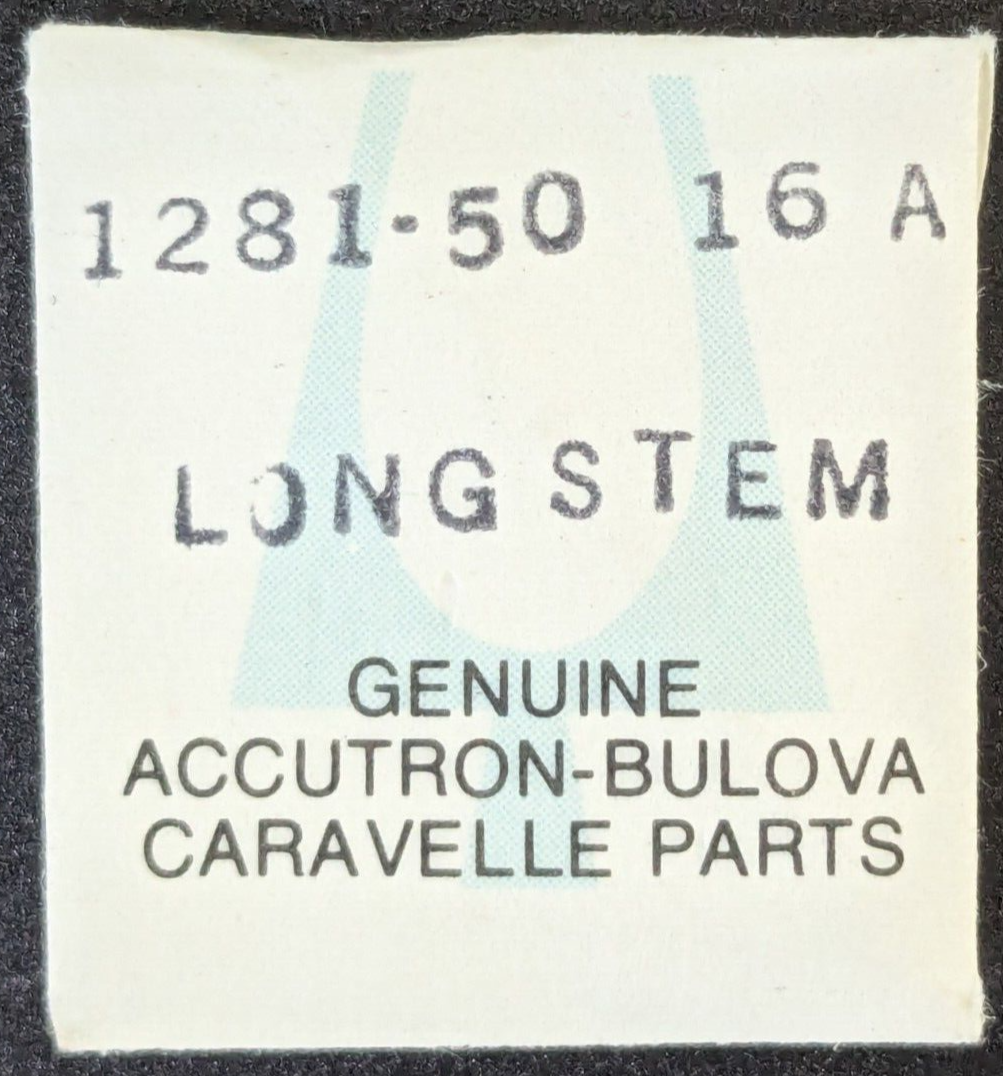 1281-50 16 A
LONG STEM
GENUINE
ACCUTRON-BULOVA
CARAVELLE PARTS